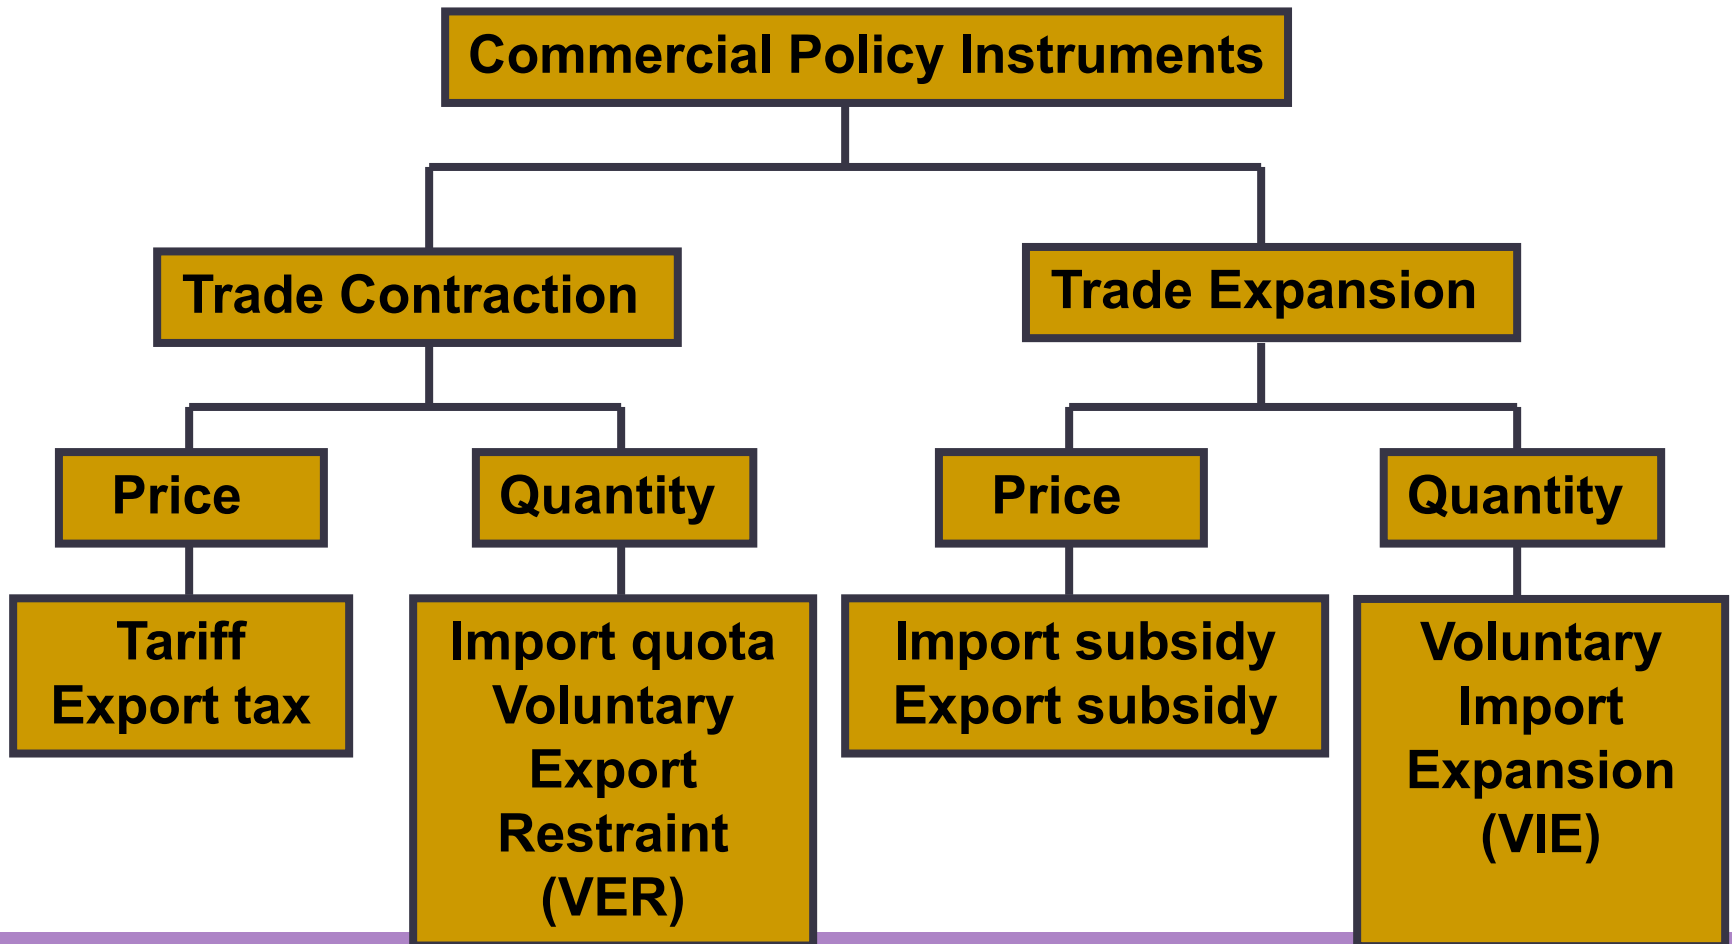 Commercial Policy Instruments
Trade Contraction
Trade Expansion
Price
Quantity
Price
Quantity
Tariff
Export tax
Import quota
Voluntary
Export
Restraint
(VER)
Import subsidy
Export subsidy
Voluntary
Import
Expansion
(VIE)